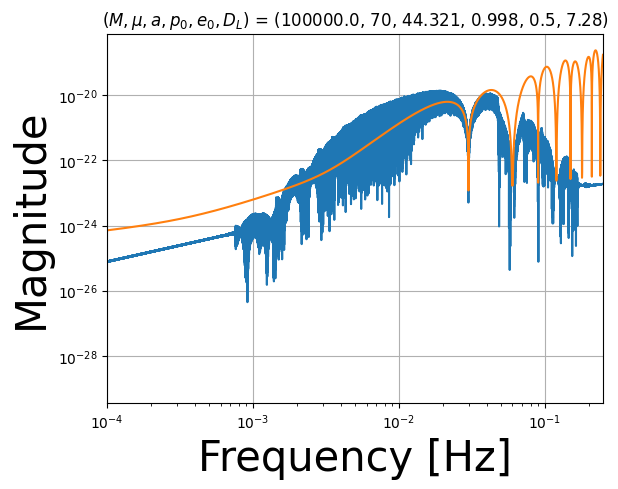 (M, μ, a, p₀, e₀, D_L) = (100000.0, 70, 44.321, 0.998, 0.5, 7.28)
10⁻²⁰
10⁻²²
10⁻²⁴
10⁻²⁶
10⁻²⁸
Magnitude
10⁻⁴ 10⁻³ 10⁻² 10⁻¹
Frequency [Hz]